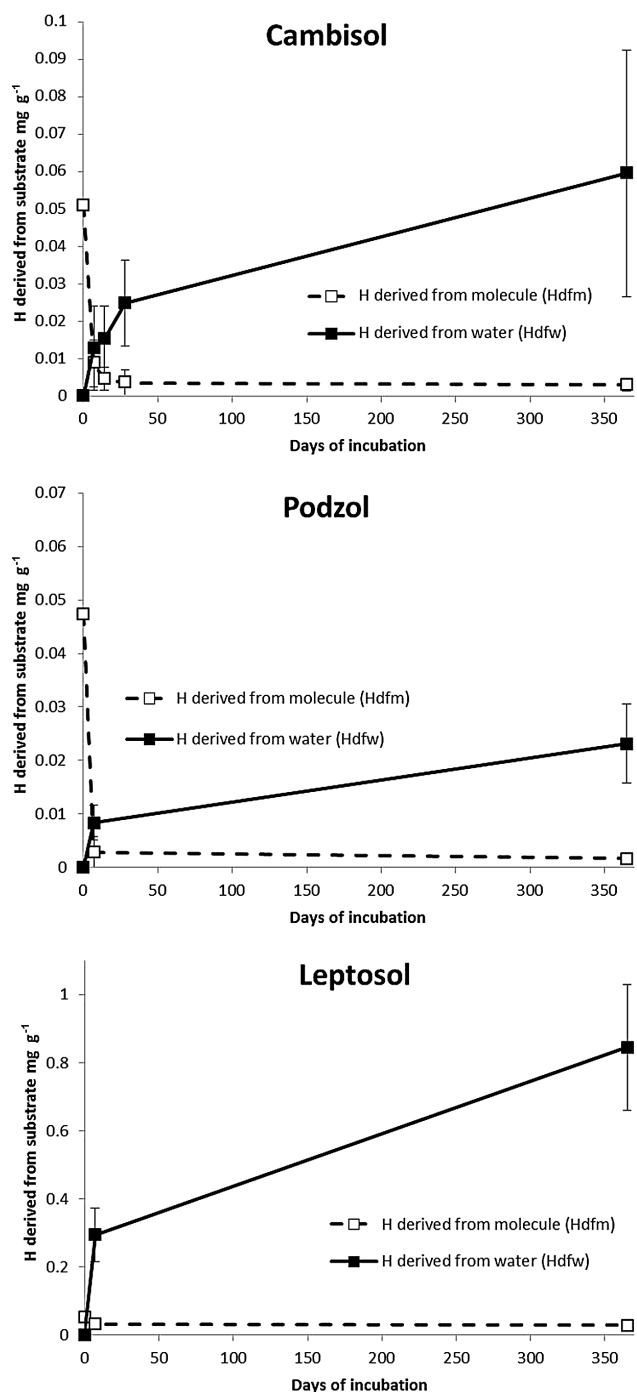 Cambisol
H derived from substrate mg g⁻¹
0.1
0.09
0.08
0.07
0.06
0.05
0.04
0.03
0.02
0.01
0
H derived from molecule (Hdfm)
H derived from water (Hdfw)
0 50 100 150 200 250 300 350
Days of incubation
Podzol
H derived from substrate mg g⁻¹
0.07
0.06
0.05
0.04
0.03
0.02
0.01
0
H derived from molecule (Hdfm)
H derived from water (Hdfw)
0 50 100 150 200 250 300 350
Days of incubation
Leptosol
H derived from substrate mg g⁻¹
1
0.8
0.6
0.4
0.2
0
H derived from molecule (Hdfm)
H derived from water (Hdfw)
0 50 100 150 200 250 300 350
Days of incubation